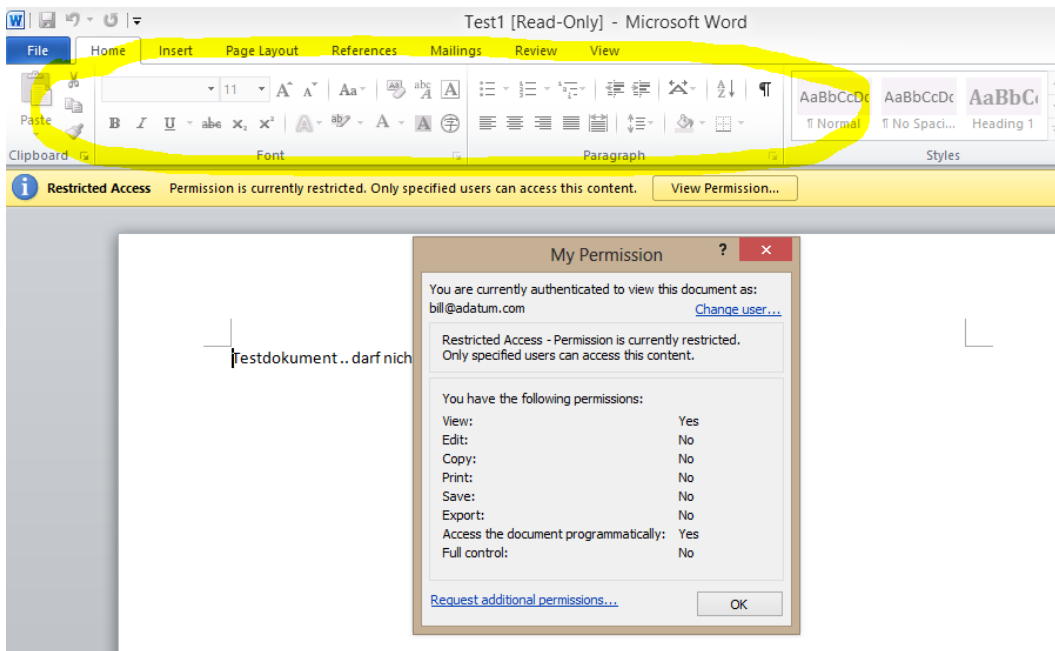 Test1 [Read-Only] - Microsoft Word
File Home Insert Page Layout References Mailings Review View
11 Aa
Paste B I U abe x₂ x² A ab A A
Clipboard Font Paragraph Styles
AaBbCcDc AaBbCcDc AaBbC
¶ Normal ¶ No Spaci... Heading 1
Restricted Access Permission is currently restricted. Only specified users can access this content. View Permission...
My Permission
You are currently authenticated to view this document as:
bill@adatum.com Change user...
Restricted Access - Permission is currently restricted.
Only specified users can access this content.
Testdokument .. darf nich
You have the following permissions:
View: Yes
Edit: No
Copy: No
Print: No
Save: No
Export: No
Access the document programmatically: Yes
Full control: No
Request additional permissions... OK